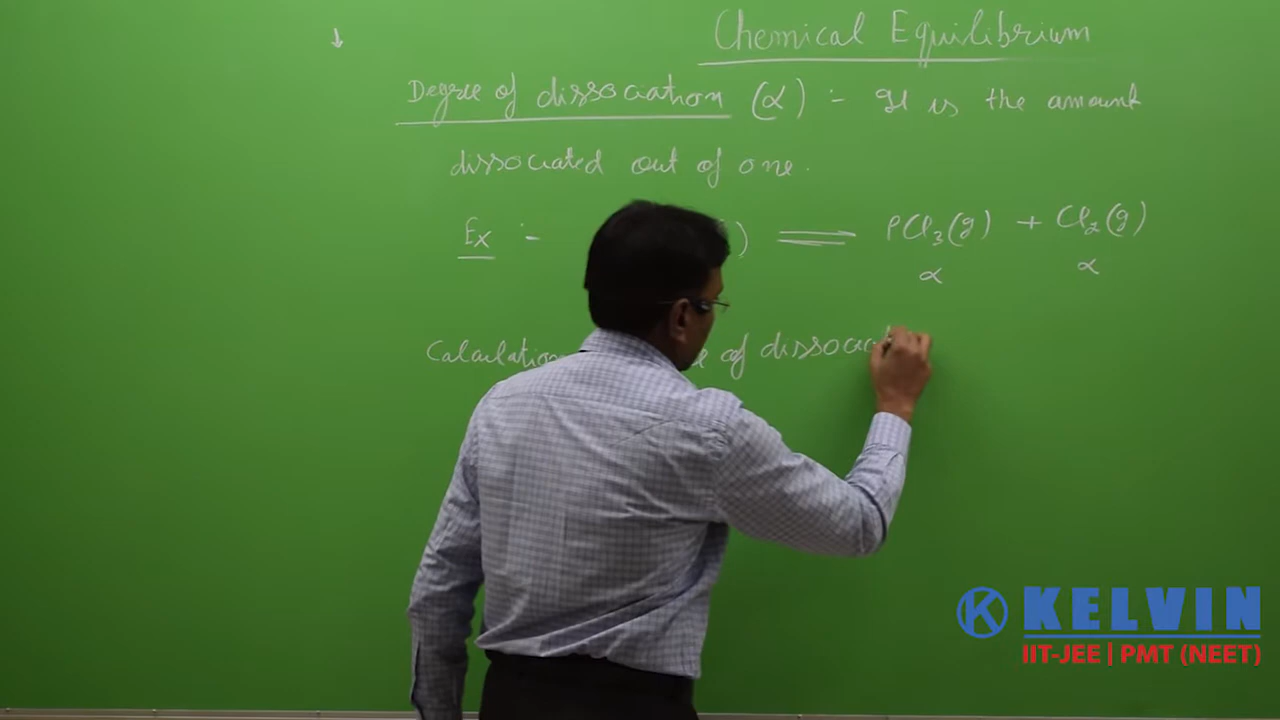 Chemical Equilibrium
Degree of dissociation (α) :- It is the amount
dissociated out of one.
Ex :- ) ⇌ PCl₃(g) + Cl₂(g)
α α
Calculation of
KELVIN
IIT-JEE | PMT (NEET)